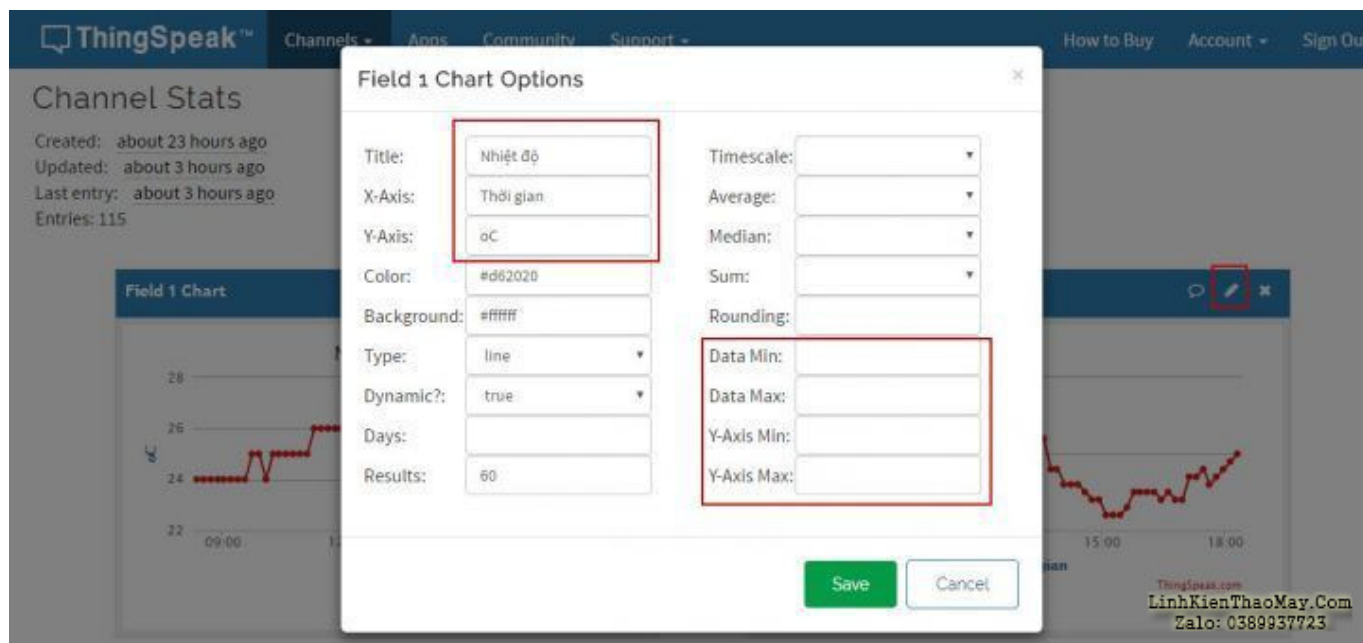 ThingSpeak™ Channels Apps Community Support How to Buy Account
Channel Stats
Created: about 23 hours ago
Updated: about 3 hours ago
Last entry: about 3 hours ago
Entries: 115
Field 1 Chart Options
×
Title: Nhiệt độ
X-Axis: Thời gian
Y-Axis: oC
Color: #d62020
Background: #ffffff
Type: line
Dynamic?: true
Days:
Results: 60
Timescale:
Average:
Median:
Sum:
Rounding:
Data Min:
Data Max:
Y-Axis Min:
Y-Axis Max:
Save Cancel
Field 1 Chart
28
26
24
22
oC
09:00
15:00 18:00
ThingSpeak.com
LinhKienThaoMay.Com
Zalo: 0389937723